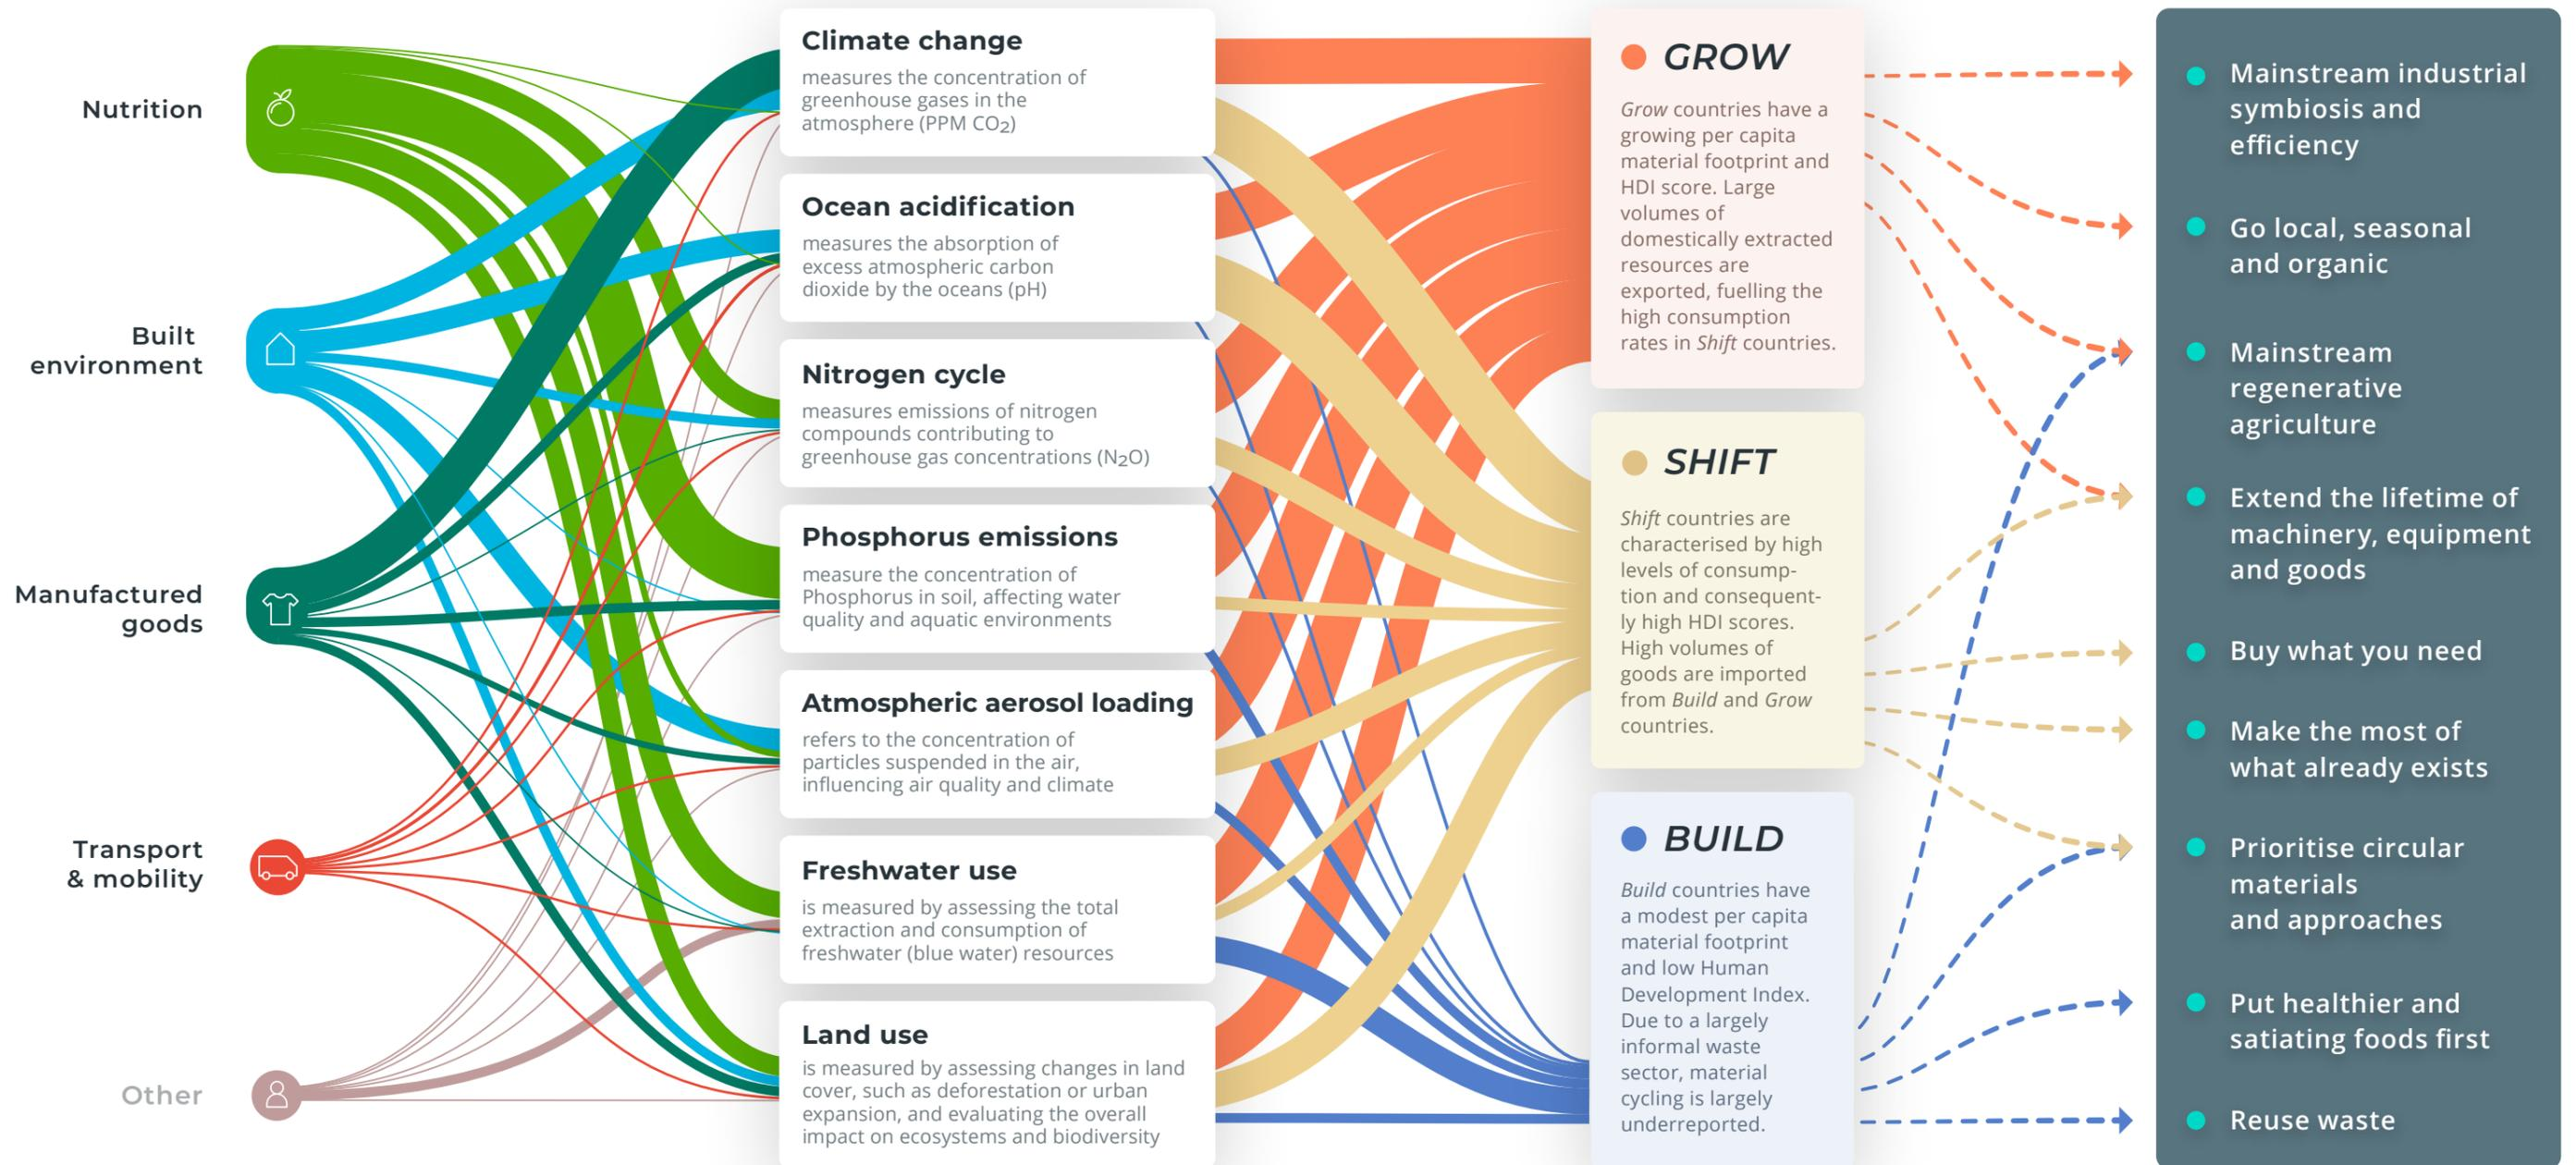 Nutrition
Built
environment
Manufactured
goods
Transport
& mobility
Other
Climate change
measures the concentration of
greenhouse gases in the
atmosphere (PPM CO₂)
Ocean acidification
measures the absorption of
excess atmospheric carbon
dioxide by the oceans (pH)
Nitrogen cycle
measures emissions of nitrogen
compounds contributing to
greenhouse gas concentrations (N₂O)
Phosphorus emissions
measure the concentration of
Phosphorus in soil, affecting water
quality and aquatic environments
Atmospheric aerosol loading
refers to the concentration of
particles suspended in the air,
influencing air quality and climate
Freshwater use
is measured by assessing the total
extraction and consumption of
freshwater (blue water) resources
Land use
is measured by assessing changes in land
cover, such as deforestation or urban
expansion, and evaluating the overall
impact on ecosystems and biodiversity
GROW
Grow countries have a
growing per capita
material footprint and
HDI score. Large
volumes of
domestically extracted
resources are
exported, fuelling the
high consumption
rates in Shift countries.
SHIFT
Shift countries are
characterised by high
levels of consump-
tion and consequent-
ly high HDI scores.
High volumes of
goods are imported
from Build and Grow
countries.
BUILD
Build countries have
a modest per capita
material footprint
and low Human
Development Index.
Due to a largely
informal waste
sector, material
cycling is largely
underreported.
Mainstream industrial
symbiosis and
efficiency
Go local, seasonal
and organic
Mainstream
regenerative
agriculture
Extend the lifetime of
machinery, equipment
and goods
Buy what you need
Make the most of
what already exists
Prioritise circular
materials
and approaches
Put healthier and
satiating foods first
Reuse waste